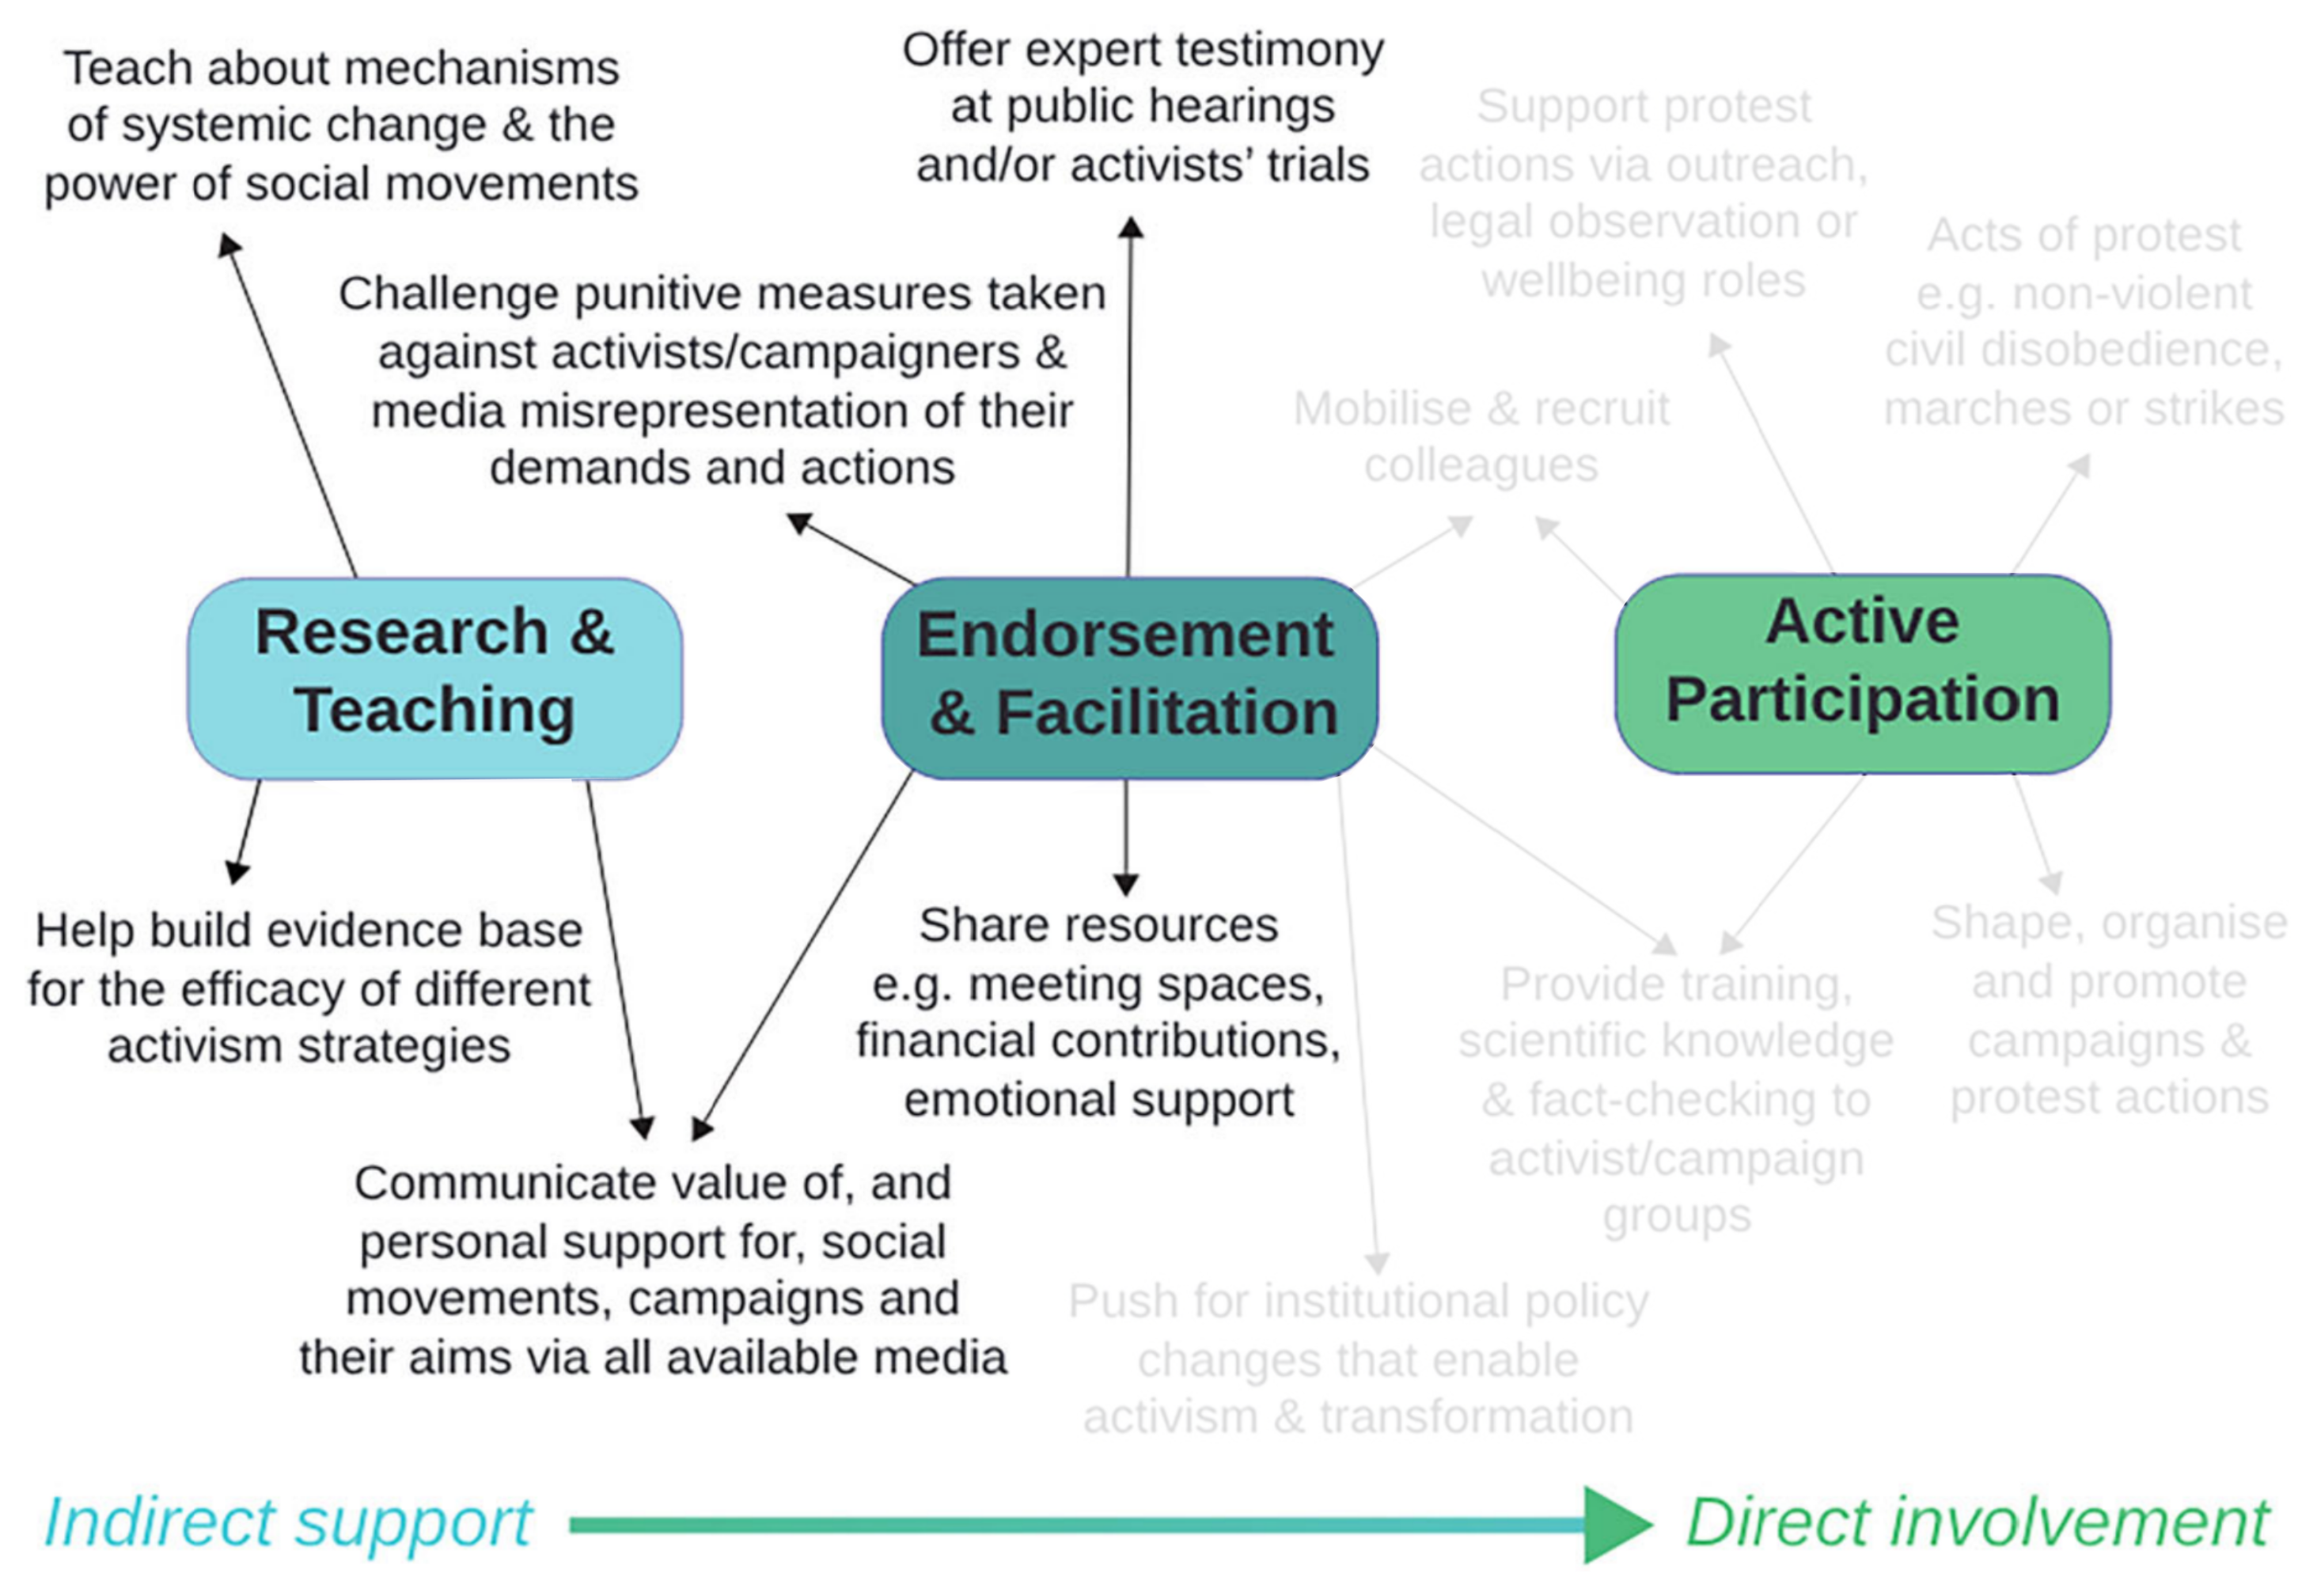 Teach about mechanisms
of systemic change & the
power of social movements
Offer expert testimony
at public hearings
and/or activists’ trials
Support protest
actions via outreach,
legal observation or
wellbeing roles
Acts of protest
e.g. non-violent
civil disobedience,
marches or strikes
Challenge punitive measures taken
against activists/campaigners &
media misrepresentation of their
demands and actions
Mobilise & recruit
colleagues
Research &
Teaching
Endorsement
& Facilitation
Active
Participation
Help build evidence base
for the efficacy of different
activism strategies
Share resources
e.g. meeting spaces,
financial contributions,
emotional support
Provide training,
scientific knowledge
& fact-checking to
activist/campaign
groups
Shape, organise
and promote
campaigns &
protest actions
Communicate value of, and
personal support for, social
movements, campaigns and
their aims via all available media
Push for institutional policy
changes that enable
activism & transformation
Indirect support
Direct involvement